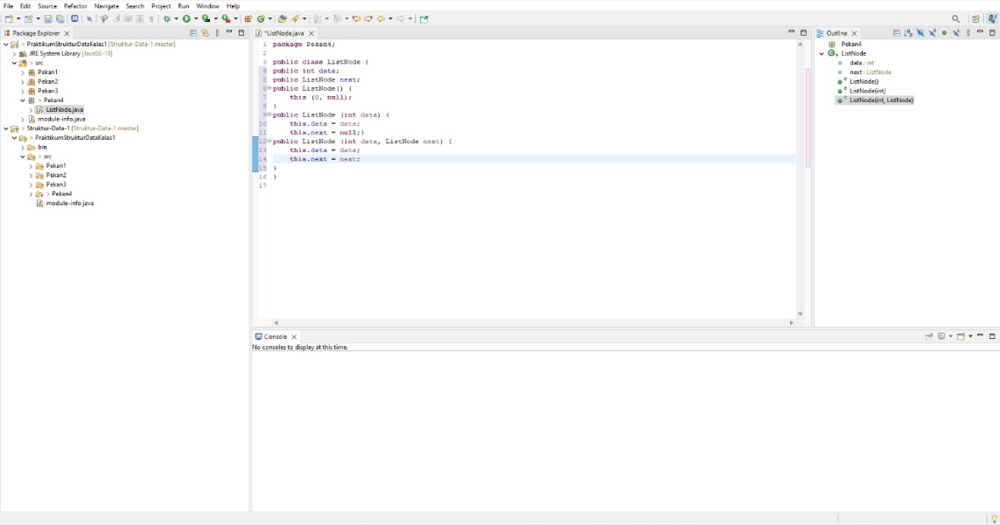 File Edit Source Refactor Navigate Search Project Run Window Help
Package Explorer
PraktikumStrukturDataKelas1 [Struktur-Data-1 master]
JRE System Library [JavaSE-18]
src
Pekan1
Pekan2
Pekan3
Pekan4
ListNode.java
module-info.java
Struktur-Data-1 [Struktur-Data-1 master]
PraktikumStrukturDataKelas1
bin
src
Pekan1
Pekan2
Pekan3
Pekan4
module-info.java
*ListNode.java
1 package Pekan4;
2
3 public class ListNode {
4 public int data;
5 public ListNode next;
6 public ListNode() {
7 this (0, null);
8 }
9 public ListNode (int data) {
10 this.data = data;
11 this.next = null;}
12 public ListNode (int data, ListNode next) {
13 this.data = data;
14 this.next = next;
15 }
16 }
17
Outline
Pekan4
ListNode
data : int
next : ListNode
ListNode()
ListNode(int)
ListNode(int, ListNode)
Console
No consoles to display at this time.